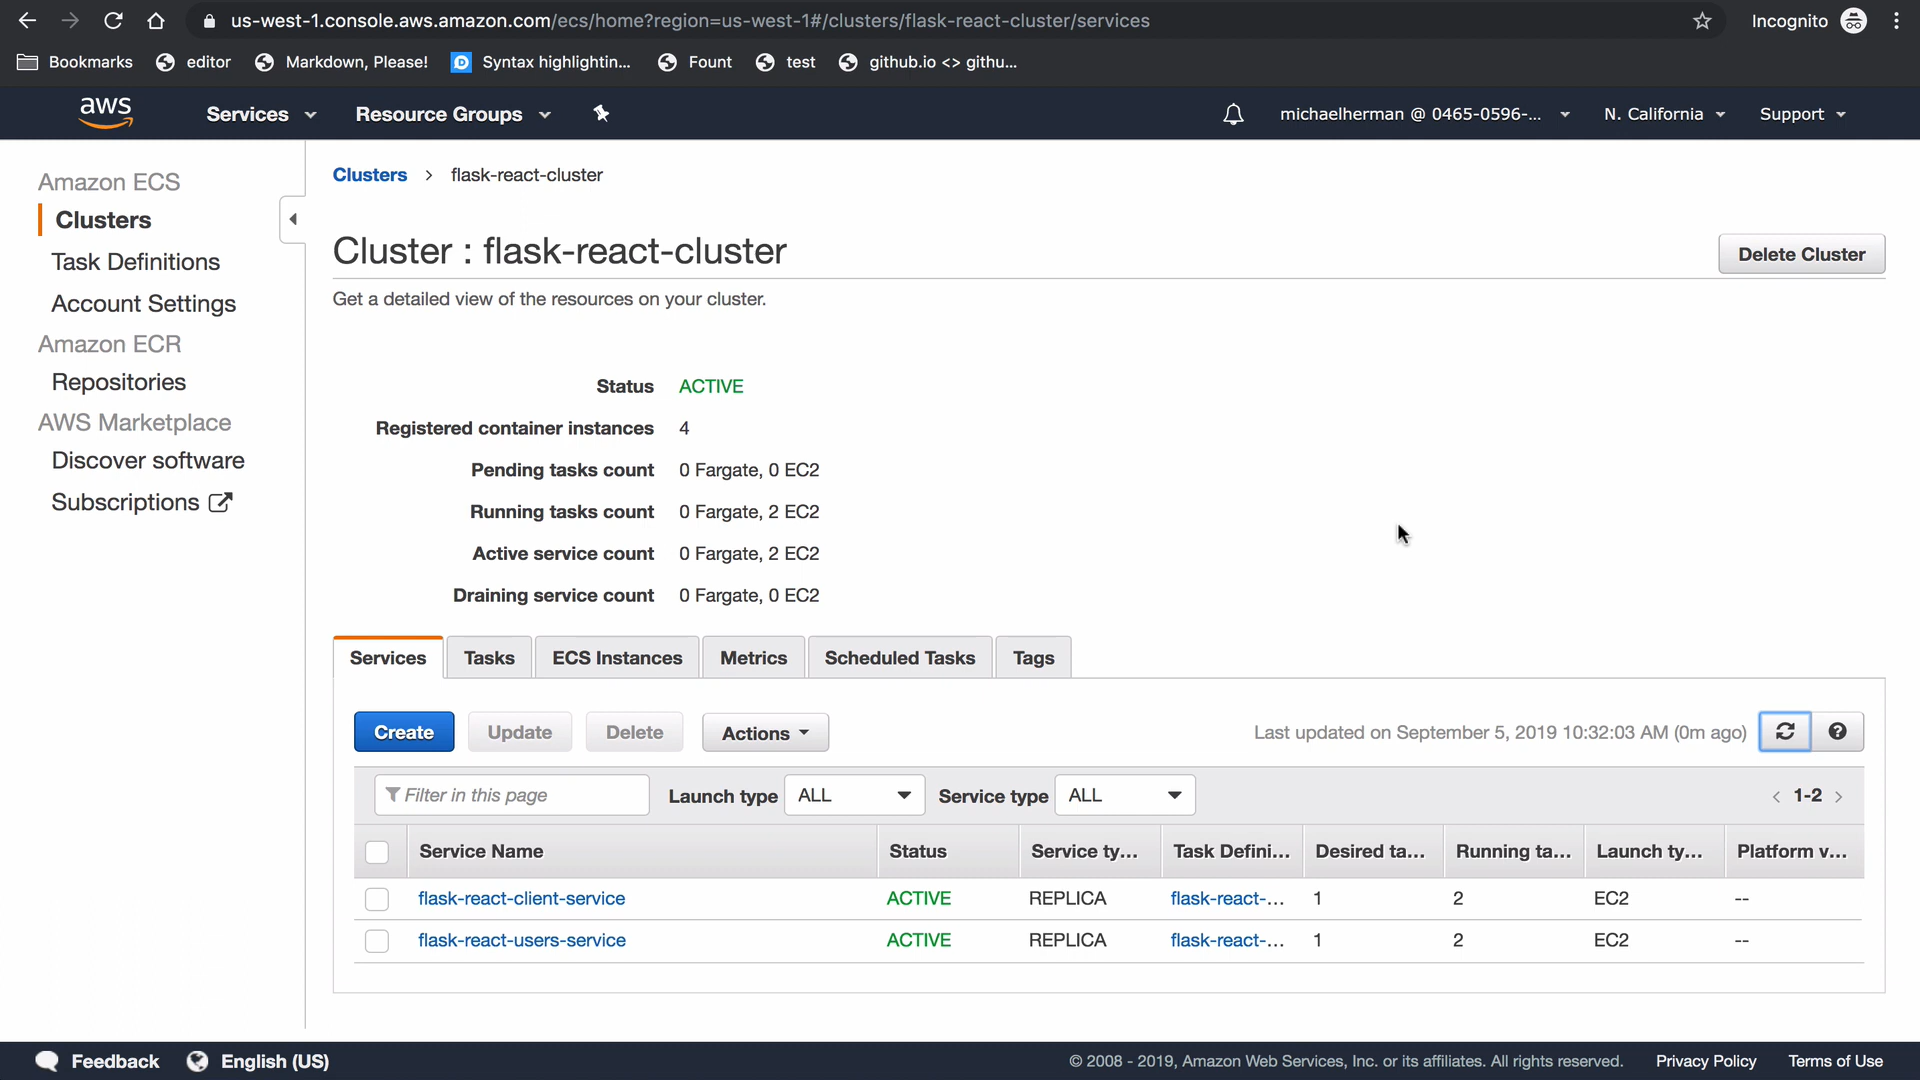 us-west-1.console.aws.amazon.com/ecs/home?region=us-west-1#/clusters/flask-react-cluster/services
Incognito
Bookmarks editor Markdown, Please! Syntax highlightin... Fount test github.io <> githu...
aws Services Resource Groups michaelherman @ 0465-0596-... N. California Support
Amazon ECS
Clusters
Task Definitions
Account Settings
Amazon ECR
Repositories
AWS Marketplace
Discover software
Subscriptions
Clusters > flask-react-cluster
Cluster : flask-react-cluster
Delete Cluster
Get a detailed view of the resources on your cluster.
Status ACTIVE
Registered container instances 4
Pending tasks count 0 Fargate, 0 EC2
Running tasks count 0 Fargate, 2 EC2
Active service count 0 Fargate, 2 EC2
Draining service count 0 Fargate, 0 EC2
Services Tasks ECS Instances Metrics Scheduled Tasks Tags
Create Update Delete Actions Last updated on September 5, 2019 10:32:03 AM (0m ago) ?
Filter in this page Launch type ALL Service type ALL < 1-2 >
Service Name Status Service ty... Task Defini... Desired ta... Running ta... Launch ty... Platform v...
flask-react-client-service ACTIVE REPLICA flask-react-... 1 2 EC2 --
flask-react-users-service ACTIVE REPLICA flask-react-... 1 2 EC2 --
Feedback English (US) © 2008 - 2019, Amazon Web Services, Inc. or its affiliates. All rights reserved. Privacy Policy Terms of Use